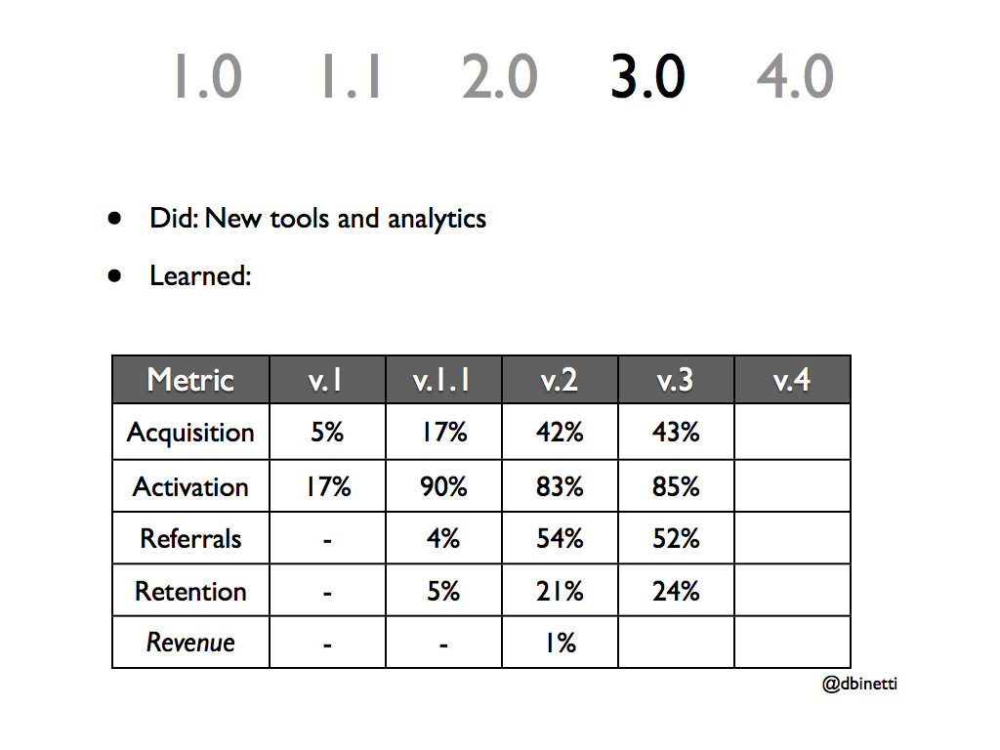 1.0 1.1 2.0 3.0 4.0
• Did: New tools and analytics
• Learned:
Metric v.1 v.1.1 v.2 v.3 v.4
Acquisition 5% 17% 42% 43%
Activation 17% 90% 83% 85%
Referrals - 4% 54% 52%
Retention - 5% 21% 24%
Revenue - - 1%
@dbinetti